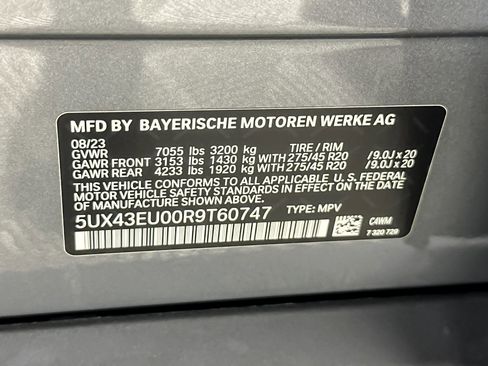 MFD BY BAYERISCHE MOTOREN WERKE AG
08/23 TIRE / RIM
GVWR 7055 lbs 3200 kg
GAWR FRONT 3153 lbs 1430 kg WITH 275/45 R20 / 9.0J x 20
GAWR REAR 4233 lbs 1920 kg WITH 275/45 R20 / 9.0J x 20
THIS VEHICLE CONFORMS TO ALL APPLICABLE FEDERAL
MOTOR VEHICLE SAFETY STANDARDS IN EFFECT ON THE
DATE OF MANUFACTURE SHOWN ABOVE.
5UX43EU00R9T60747 TYPE: MPV
C4WM
7 320 729